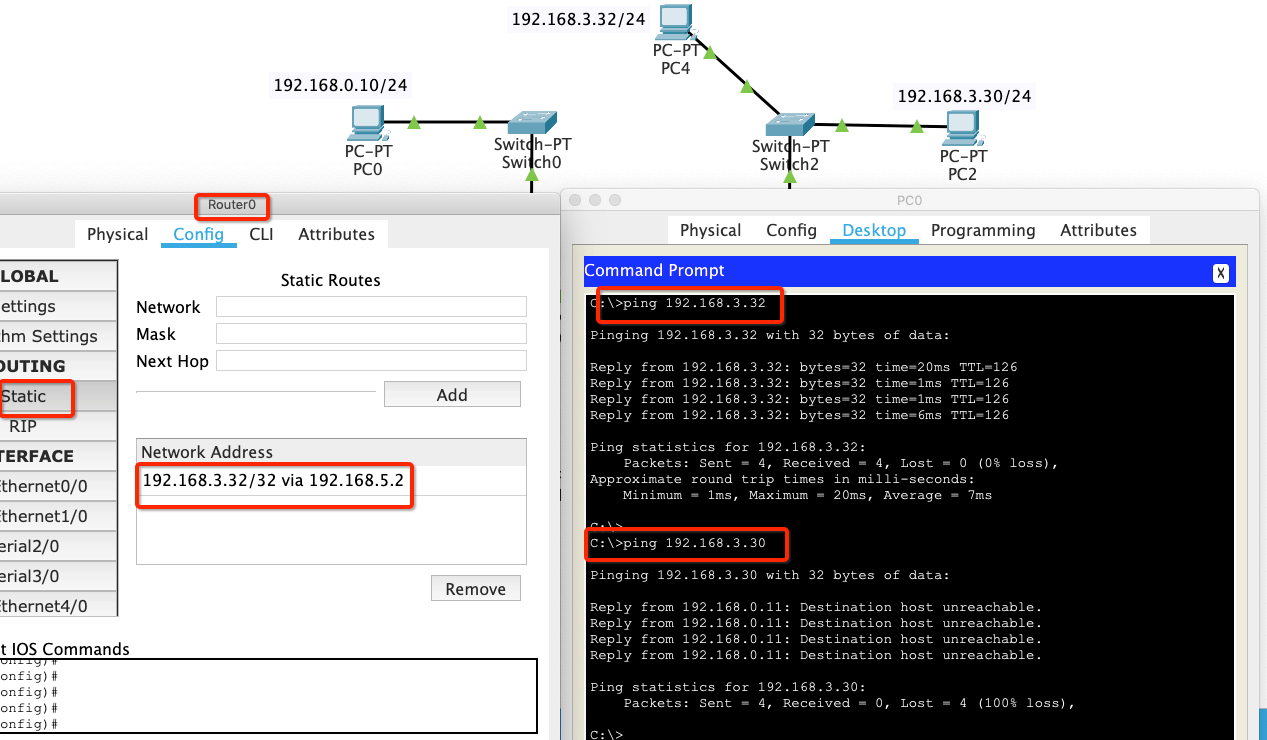 192.168.3.32/24
PC-PT
PC4
192.168.0.10/24
192.168.3.30/24
PC-PT
PC0
Switch-PT
Switch0
Switch-PT
Switch2
PC-PT
PC2
Router0
Physical Config CLI Attributes
LOBAL
ettings
thm Settings
OUTING
Static
RIP
TERFACE
Ethernet0/0
Ethernet1/0
erial2/0
erial3/0
Ethernet4/0
Static Routes
Network
Mask
Next Hop
Add
Network Address
192.168.3.32/32 via 192.168.5.2
Remove
t IOS Commands
onfig)#
onfig)#
onfig)#
onfig)#
onfig)#
PC0
Physical Config Desktop Programming Attributes
Command Prompt
X
C:\>ping 192.168.3.32
Pinging 192.168.3.32 with 32 bytes of data:
Reply from 192.168.3.32: bytes=32 time=20ms TTL=126
Reply from 192.168.3.32: bytes=32 time=1ms TTL=126
Reply from 192.168.3.32: bytes=32 time=1ms TTL=126
Reply from 192.168.3.32: bytes=32 time=6ms TTL=126
Ping statistics for 192.168.3.32:
Packets: Sent = 4, Received = 4, Lost = 0 (0% loss),
Approximate round trip times in milli-seconds:
Minimum = 1ms, Maximum = 20ms, Average = 7ms
C:\>
C:\>ping 192.168.3.30
Pinging 192.168.3.30 with 32 bytes of data:
Reply from 192.168.0.11: Destination host unreachable.
Reply from 192.168.0.11: Destination host unreachable.
Reply from 192.168.0.11: Destination host unreachable.
Reply from 192.168.0.11: Destination host unreachable.
Ping statistics for 192.168.3.30:
Packets: Sent = 4, Received = 0, Lost = 4 (100% loss),
C:\>